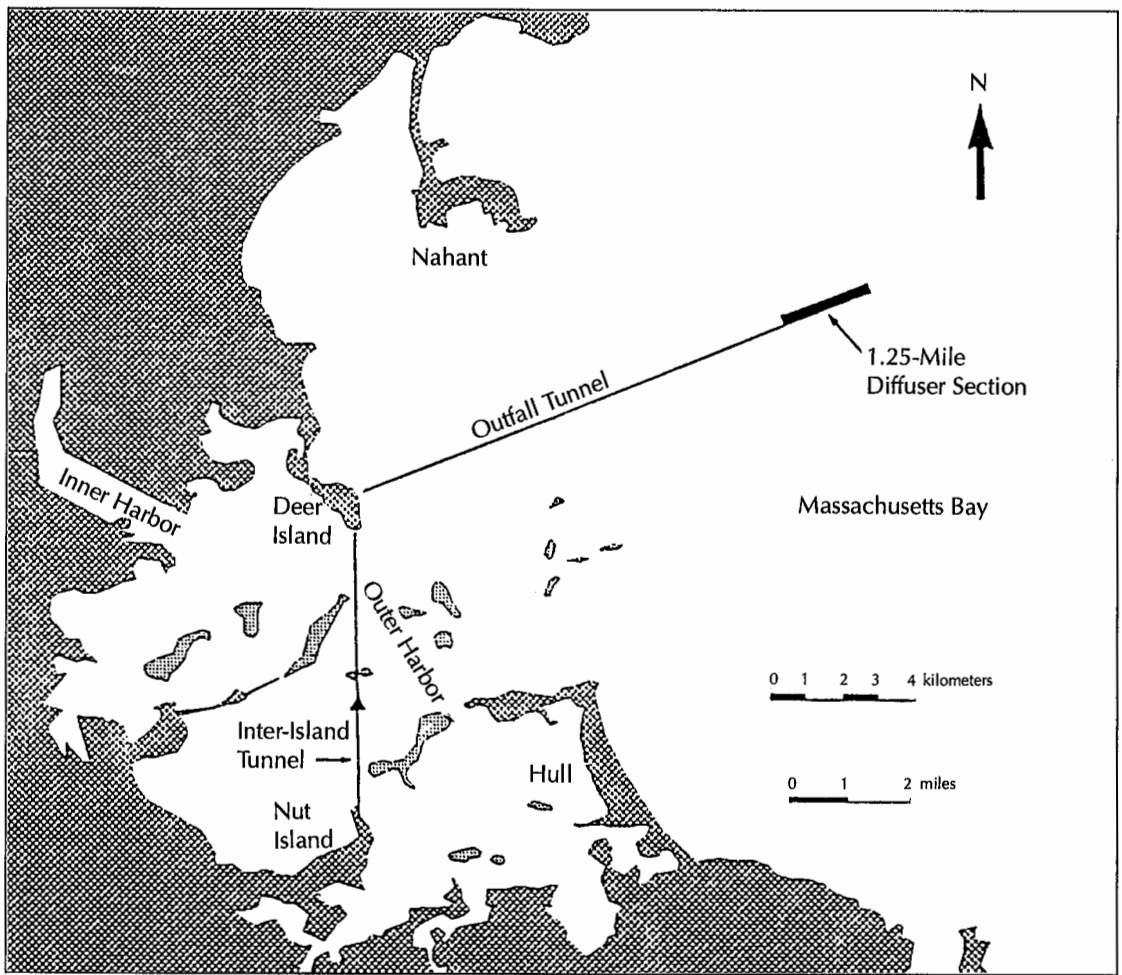 N
Nahant
1.25-Mile
Diffuser Section
Outfall Tunnel
Inner Harbor
Deer
Island
Massachusetts Bay
Outer Harbor
0 1 2 3 4 kilometers
Inter-Island
Tunnel
Hull
0 1 2 miles
Nut
Island